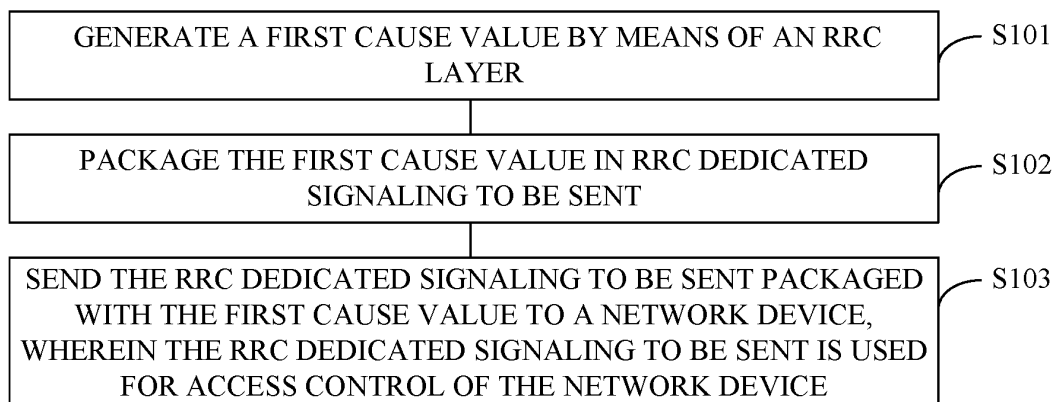 GENERATE A FIRST CAUSE VALUE BY MEANS OF AN RRC
LAYER
S101
PACKAGE THE FIRST CAUSE VALUE IN RRC DEDICATED
SIGNALING TO BE SENT
S102
SEND THE RRC DEDICATED SIGNALING TO BE SENT PACKAGED
WITH THE FIRST CAUSE VALUE TO A NETWORK DEVICE,
WHEREIN THE RRC DEDICATED SIGNALING TO BE SENT IS USED
FOR ACCESS CONTROL OF THE NETWORK DEVICE
S103